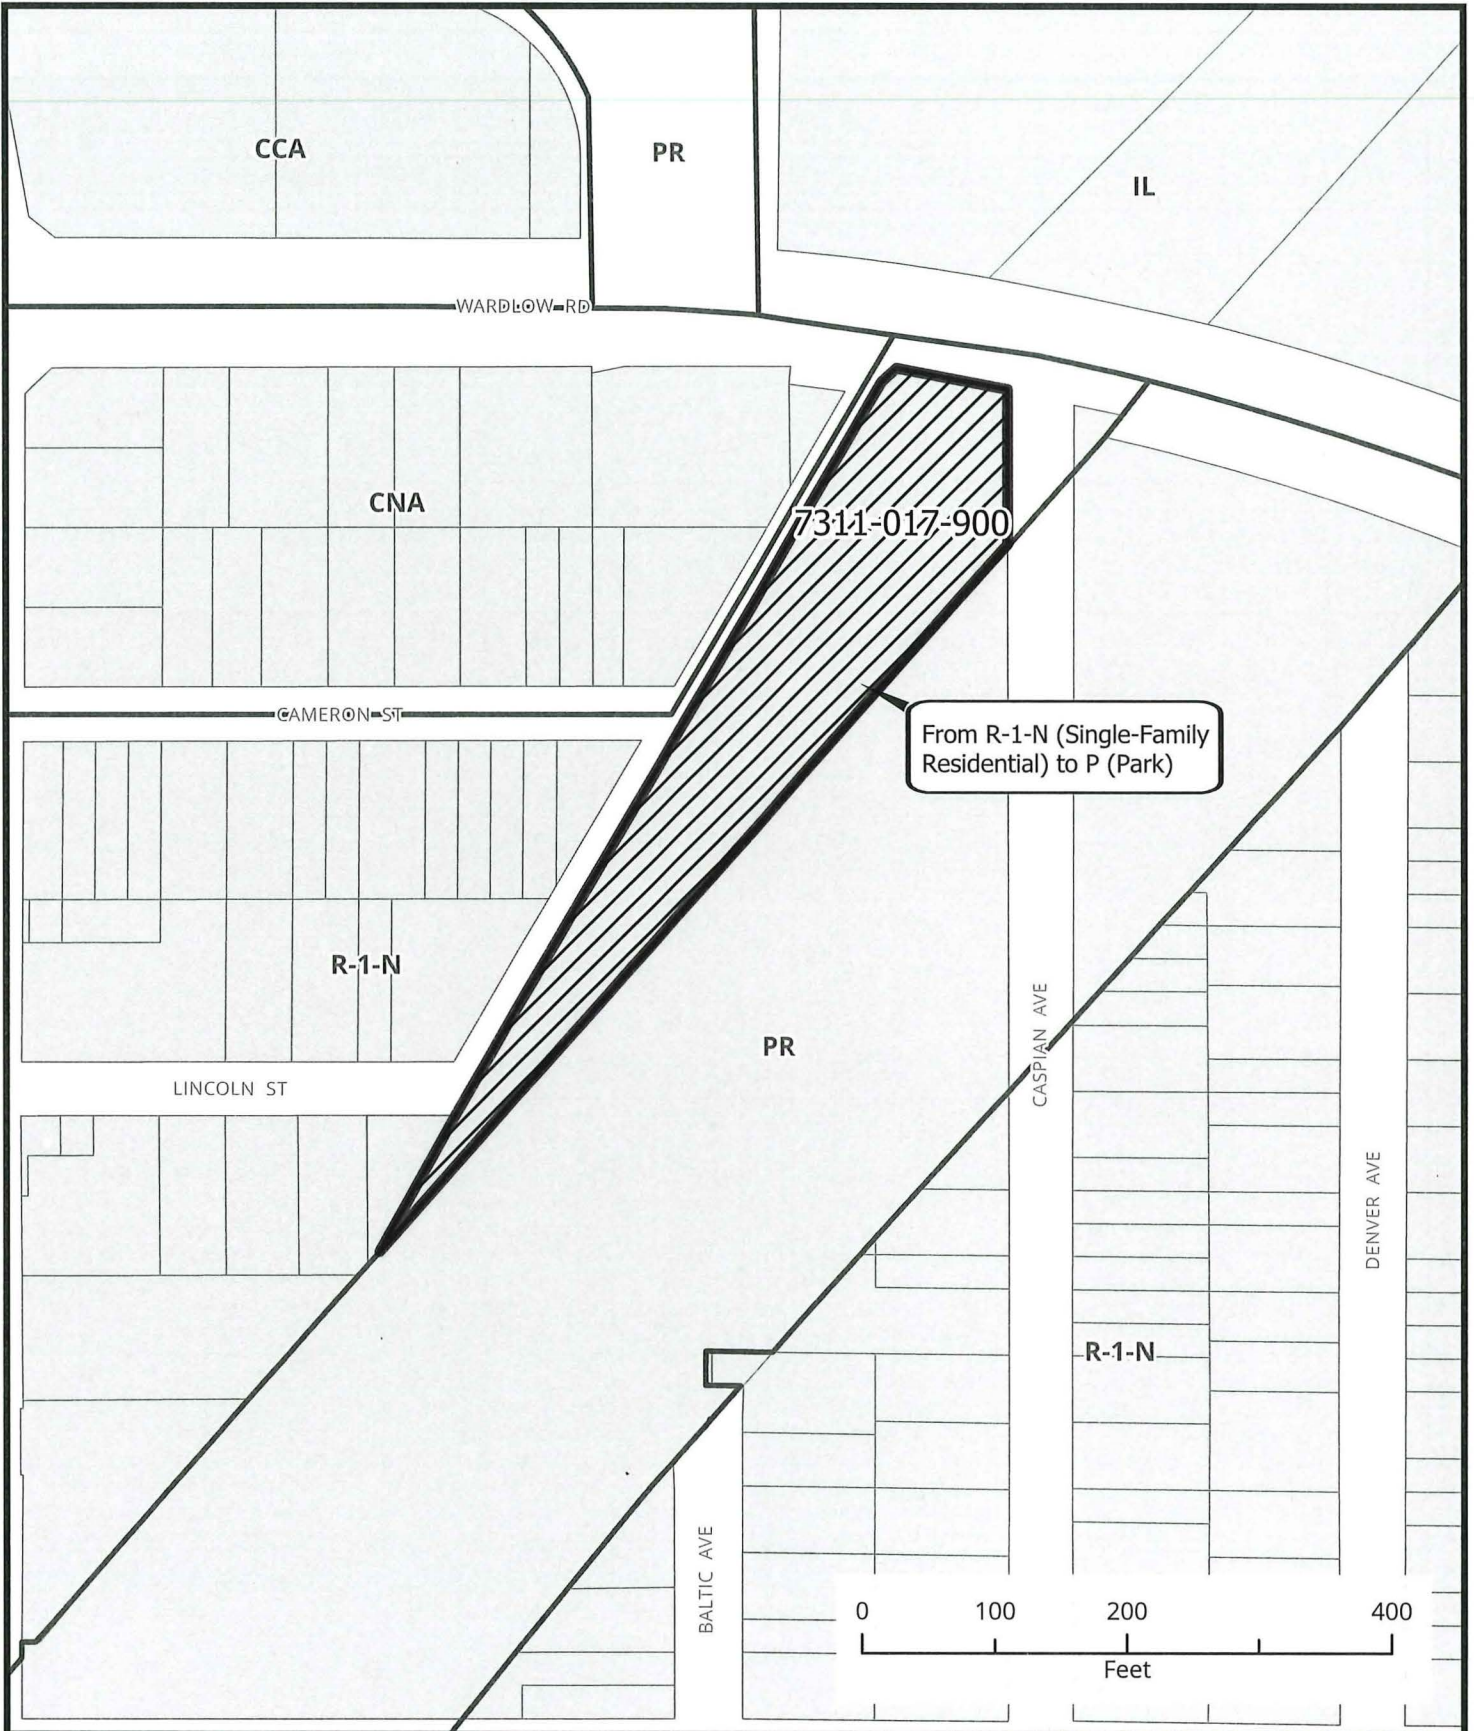 CCA
PR
IL
WARDLOW RD
CNA
7311-017-900
CAMERON ST
From R-1-N (Single-Family
Residential) to P (Park)
R-1-N
PR
CASPIAN AVE
LINCOLN ST
DENVER AVE
R-1-N
BALTIC AVE
0 100 200 400
Feet